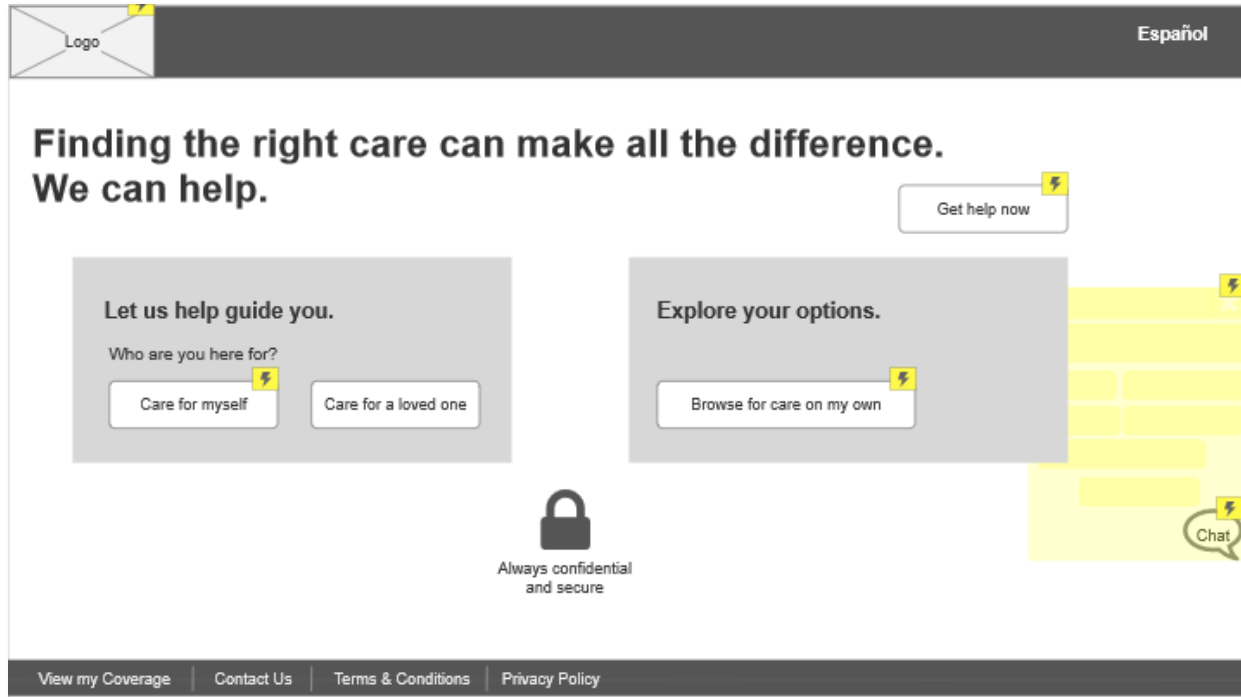 Logo
Español
Finding the right care can make all the difference.
We can help.
Get help now
Let us help guide you.
Who are you here for?
Care for myself
Care for a loved one
Explore your options.
Browse for care on my own
Always confidential
and secure
Chat
View my Coverage
Contact Us
Terms & Conditions
Privacy Policy